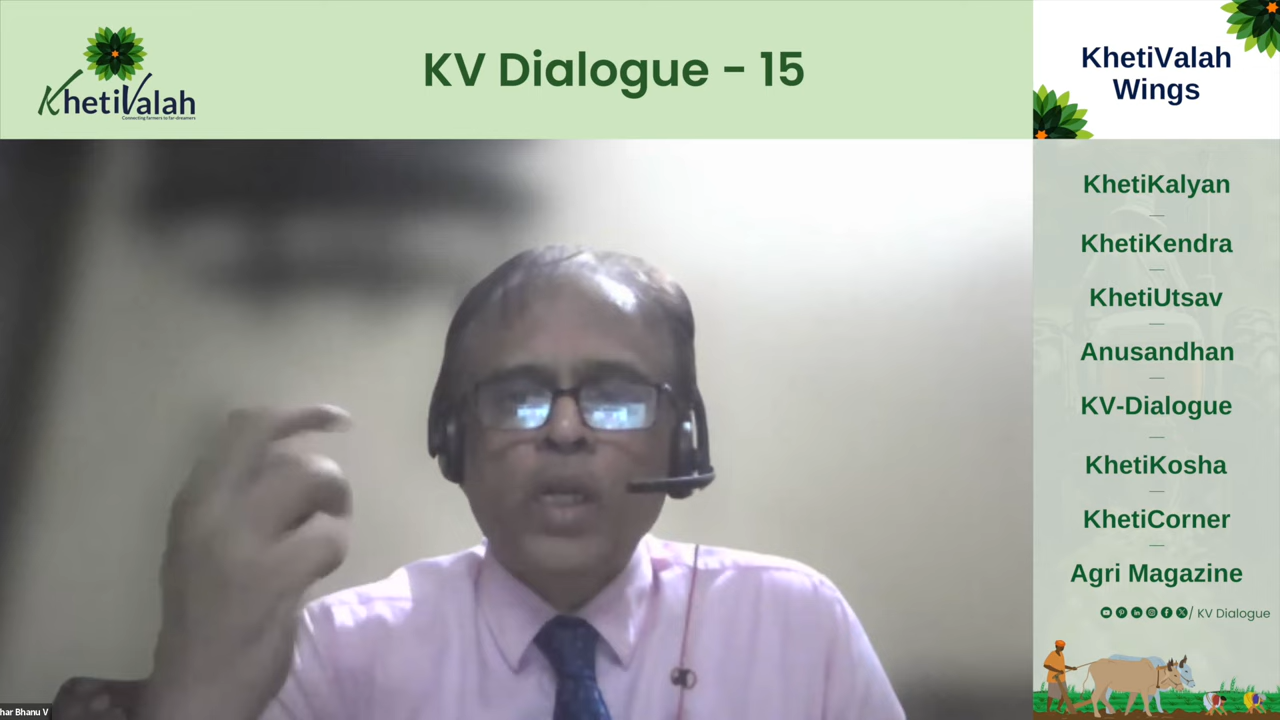 KhetiValah
Connecting farmers to far-dreamers
KV Dialogue - 15
KhetiValah
Wings
KhetiKalyan
KhetiKendra
KhetiUtsav
Anusandhan
KV-Dialogue
KhetiKosha
KhetiCorner
Agri Magazine
/ KV Dialogue
har Bhanu V